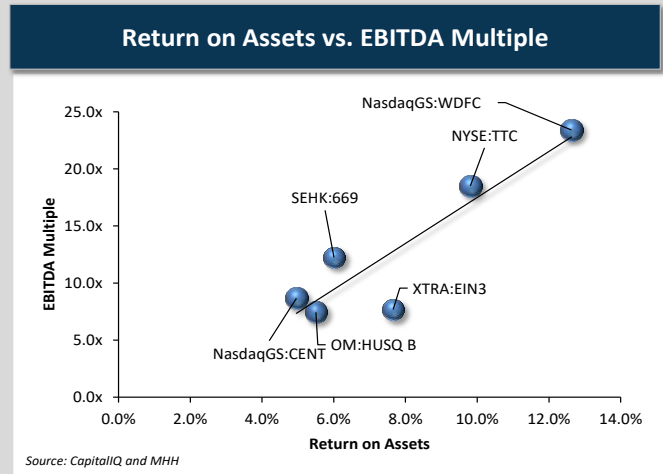 Return on Assets vs. EBITDA Multiple
NasdaqGS:WDFC
25.0x
NYSE:TTC
20.0x
SEHK:669
15.0x
EBITDA Multiple
10.0x
XTRA:EIN3
5.0x
NasdaqGS:CENT
OM:HUSQ B
0.0x
0.0% 2.0% 4.0% 6.0% 8.0% 10.0% 12.0% 14.0%
Return on Assets
Source: CapitalIQ and MHH